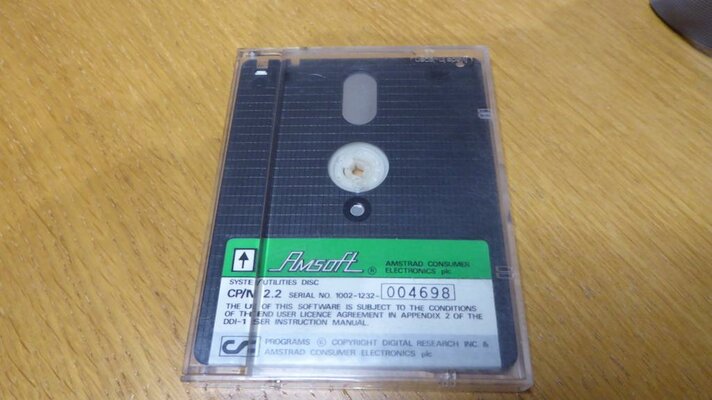 Amsoft ®
AMSTRAD CONSUMER
ELECTRONICS plc
SYSTEM/UTILITIES DISC
CP/M 2.2 SERIAL NO. 1002-1232-004698
THE USE OF THIS SOFTWARE IS SUBJECT TO THE CONDITIONS
OF THE END USER LICENCE AGREEMENT IN APPENDIX 2 OF THE
DDI-1 USER INSTRUCTION MANUAL.
PROGRAMS © COPYRIGHT DIGITAL RESEARCH INC &
AMSTRAD CONSUMER ELECTRONICS plc